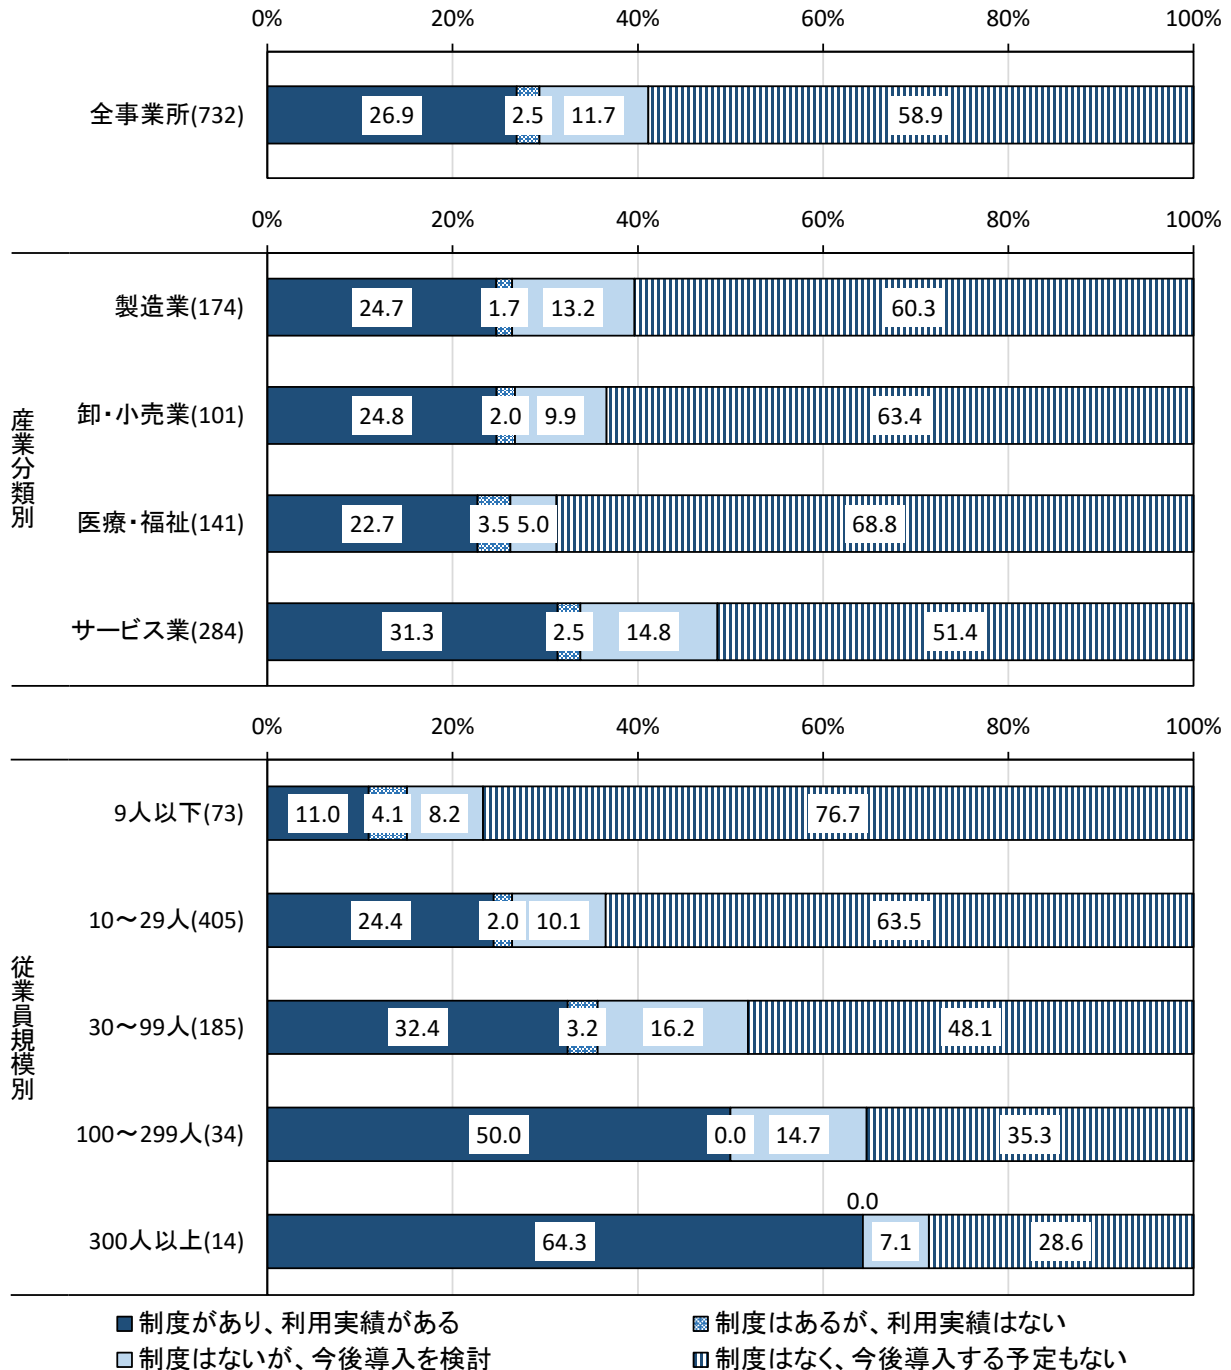 0% 20% 40% 60% 80% 100%
全事業所(732) 26.9 2.5 11.7 58.9
0% 20% 40% 60% 80% 100%
産業分類別
製造業(174) 24.7 1.7 13.2 60.3
卸・小売業(101) 24.8 2.0 9.9 63.4
医療・福祉(141) 22.7 3.5 5.0 68.8
サービス業(284) 31.3 2.5 14.8 51.4
0% 20% 40% 60% 80% 100%
従業員規模別
9人以下(73) 11.0 4.1 8.2 76.7
10～29人(405) 24.4 2.0 10.1 63.5
30～99人(185) 32.4 3.2 16.2 48.1
100～299人(34) 50.0 0.0 14.7 35.3
0.0
300人以上(14) 64.3 7.1 28.6
制度があり、利用実績がある 制度はあるが、利用実績はない
制度はないが、今後導入を検討 制度はなく、今後導入する予定もない